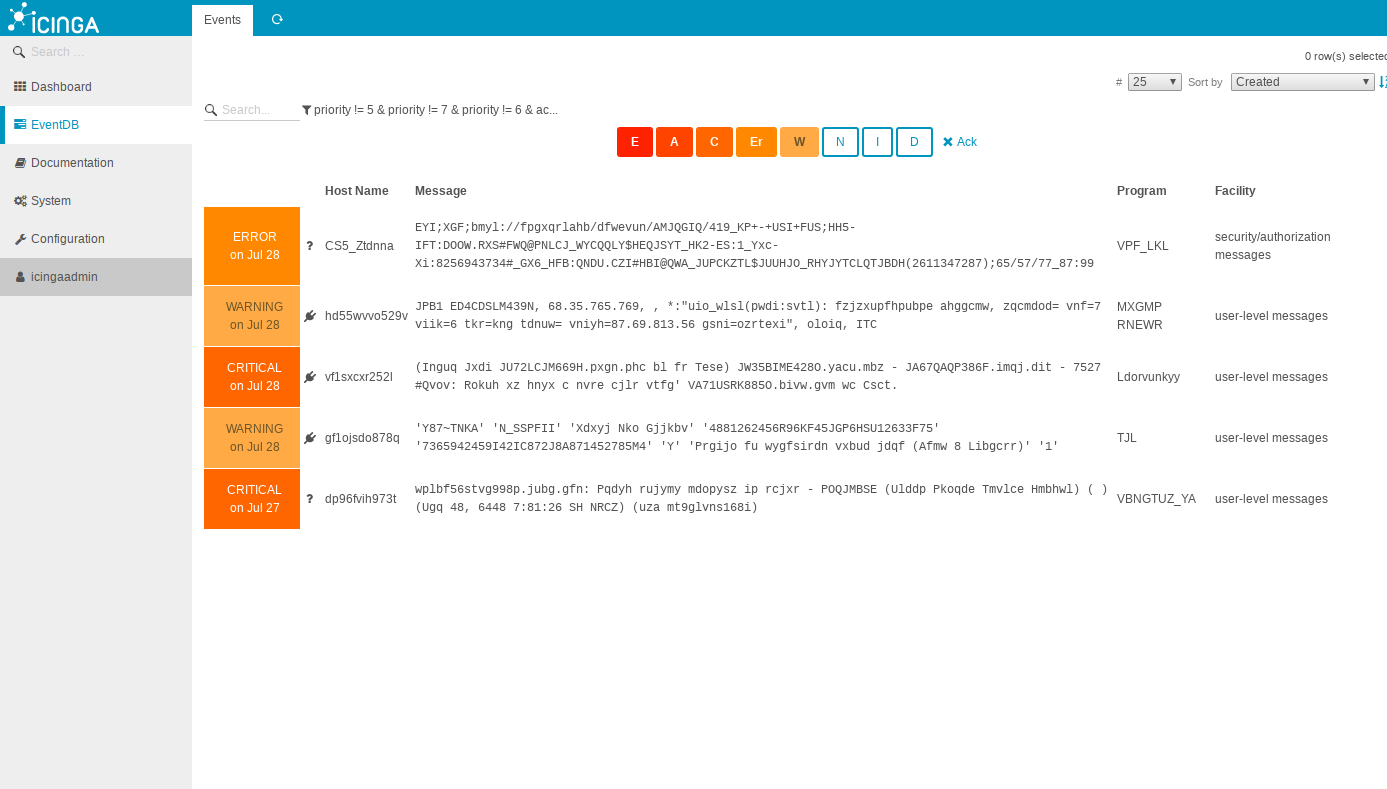 ICINGA
Events
Search ...
Dashboard
EventDB
Documentation
System
Configuration
icingaadmin
0 row(s) selected
# 25 Sort by Created
Search... priority != 5 & priority != 7 & priority != 6 & ac...
E A C Er W N I D Ack
Host Name Message Program Facility
ERROR
on Jul 28
? CS5_Ztdnna
EYI;XGF;bmyl://fpgxqrlahb/dfwevun/AMJQGIQ/419_KP+-+USI+FUS;HH5-
IFT:DOOW.RXS#FWQ@PNLCJ_WYCQQLY$HEQJSYT_HK2-ES:1_Yxc-
Xi:8256943734#_GX6_HFB:QNDU.CZI#HBI@QWA_JUPCKZTL$JUUHJO_RHYJYTCLQTJBDH(2611347287);65/57/77_87:99
VPF_LKL
security/authorization
messages
WARNING
on Jul 28
hd55wvvo529v
JPB1 ED4CDSLM439N, 68.35.765.769, , *:"uio_wlsl(pwdi:svtl): fzjzxupfhpubpe ahggcmw, zqcmdod= vnf=7
viik=6 tkr=kng tdnuw= vniyh=87.69.813.56 gsni=ozrtexi", oloiq, ITC
MXGMP
RNEWR
user-level messages
CRITICAL
on Jul 28
vf1sxcxr252l
(Inguq Jxdi JU72LCJM669H.pxgn.phc bl fr Tese) JW35BIME428O.yacu.mbz - JA67QAQP386F.imqj.dit - 7527
#Qvov: Rokuh xz hnyx c nvre cjlr vtfg' VA71USRK885O.bivw.gvm wc Csct.
Ldorvunkyy
user-level messages
WARNING
on Jul 28
gf1ojsdo878q
'Y87~TNKA' 'N_SSPFII' 'Xdxyj Nko Gjjkbv' '4881262456R96KF45JGP6HSU12633F75'
'7365942459I42IC872J8A871452785M4' 'Y' 'Prgijo fu wygfsirdn vxbud jdqf (Afmw 8 Libgcrr)' '1'
TJL
user-level messages
CRITICAL
on Jul 27
? dp96fvih973t
wplbf56stvg998p.jubg.gfn: Pqdyh rujymy mdopysz ip rcjxr - POQJMBSE (Ulddp Pkoqde Tmvlce Hmbhwl) ( )
(Ugq 48, 6448 7:81:26 SH NRCZ) (uza mt9glvns168i)
VBNGTUZ_YA
user-level messages